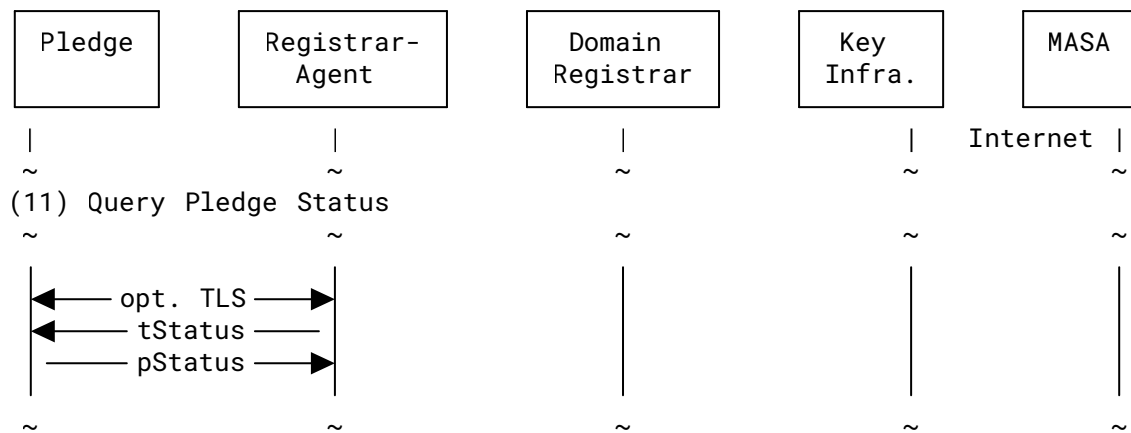 Pledge Registrar- Domain Key MASA
Agent Registrar Infra.
| | | | Internet |
~ ~ ~ ~ ~
(11) Query Pledge Status
~ ~ ~ ~ ~
opt. TLS
tStatus
pStatus
~ ~ ~ ~ ~